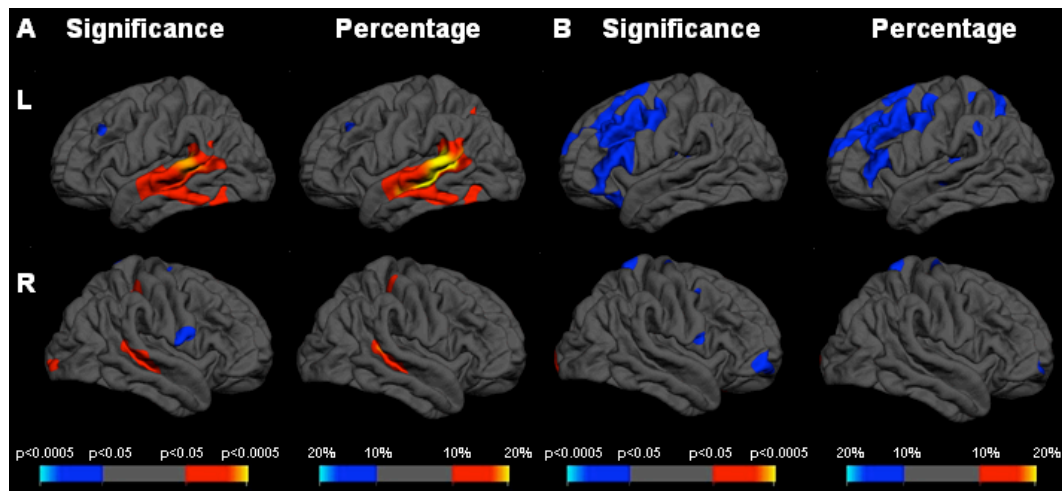 A Significance Percentage B Significance Percentage
L
R
p<0.0005 p<0.05 p<0.05 p<0.0005 20% 10% 10% 20% p<0.0005 p<0.05 p<0.05 p<0.0005 20% 10% 10% 20%